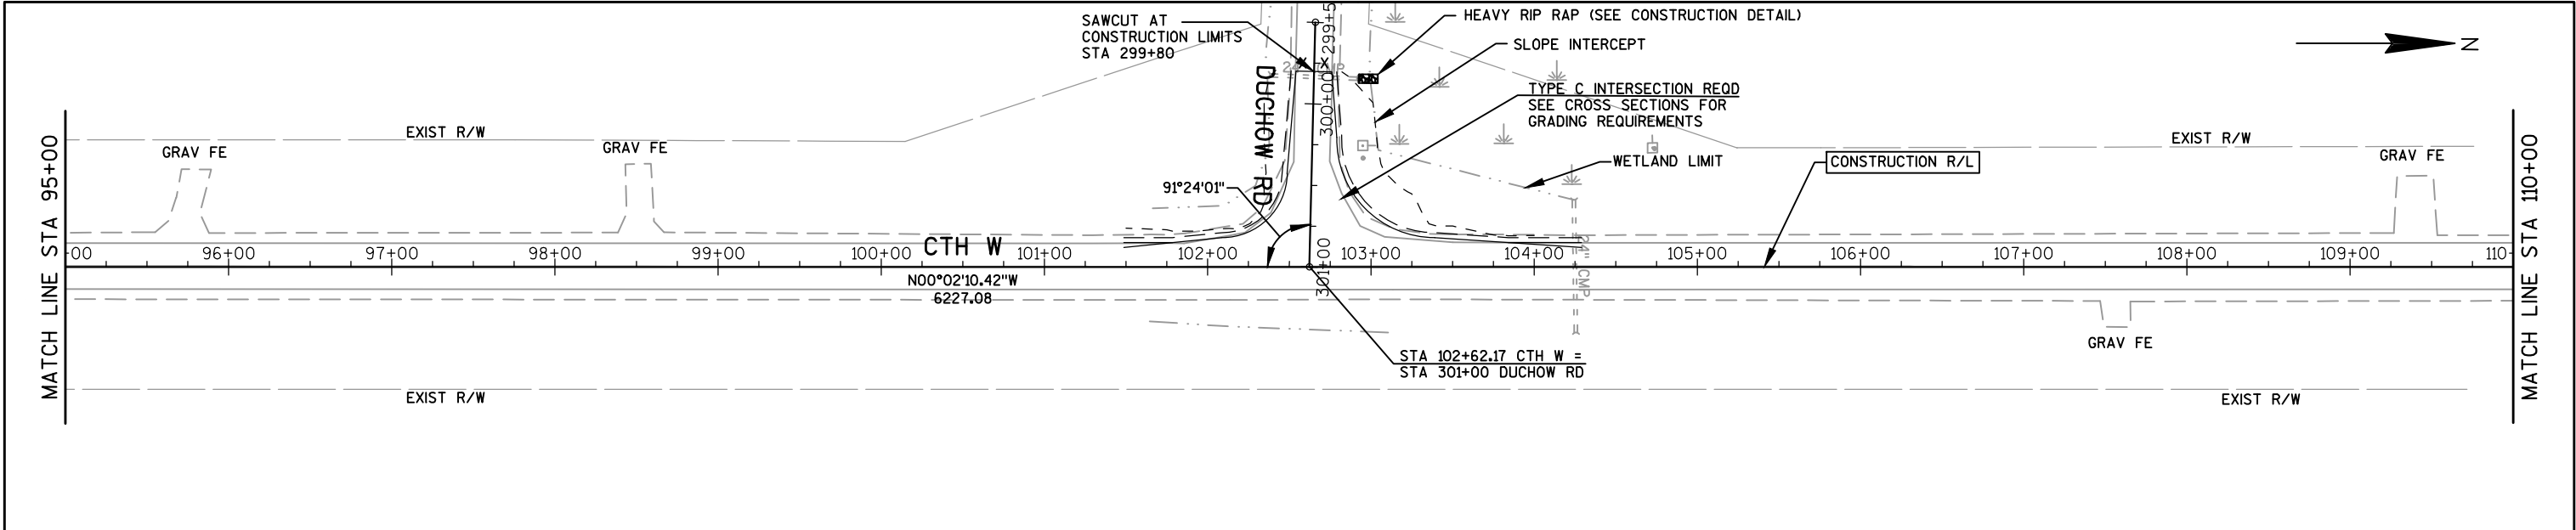 SAWCUT AT
CONSTRUCTION LIMITS
STA 299+80
HEAVY RIP RAP (SEE CONSTRUCTION DETAIL)
SLOPE INTERCEPT
TYPE C INTERSECTION REQD
SEE CROSS SECTIONS FOR
GRADING REQUIREMENTS
WETLAND LIMIT
CONSTRUCTION R/L
N
299+5
300+00
301+00
DUCHOW RD
91°24'01"
EXIST R/W
EXIST R/W
GRAV FE
GRAV FE
GRAV FE
MATCH LINE STA 95+00
MATCH LINE STA 110+00
CTH W
+00
96+00
97+00
98+00
99+00
100+00
101+00
102+00
103+00
104+00
105+00
106+00
107+00
108+00
109+00
110
24" CMP
N00°02'10.42"W
6227.08
STA 102+62.17 CTH W =
STA 301+00 DUCHOW RD
GRAV FE
EXIST R/W
EXIST R/W